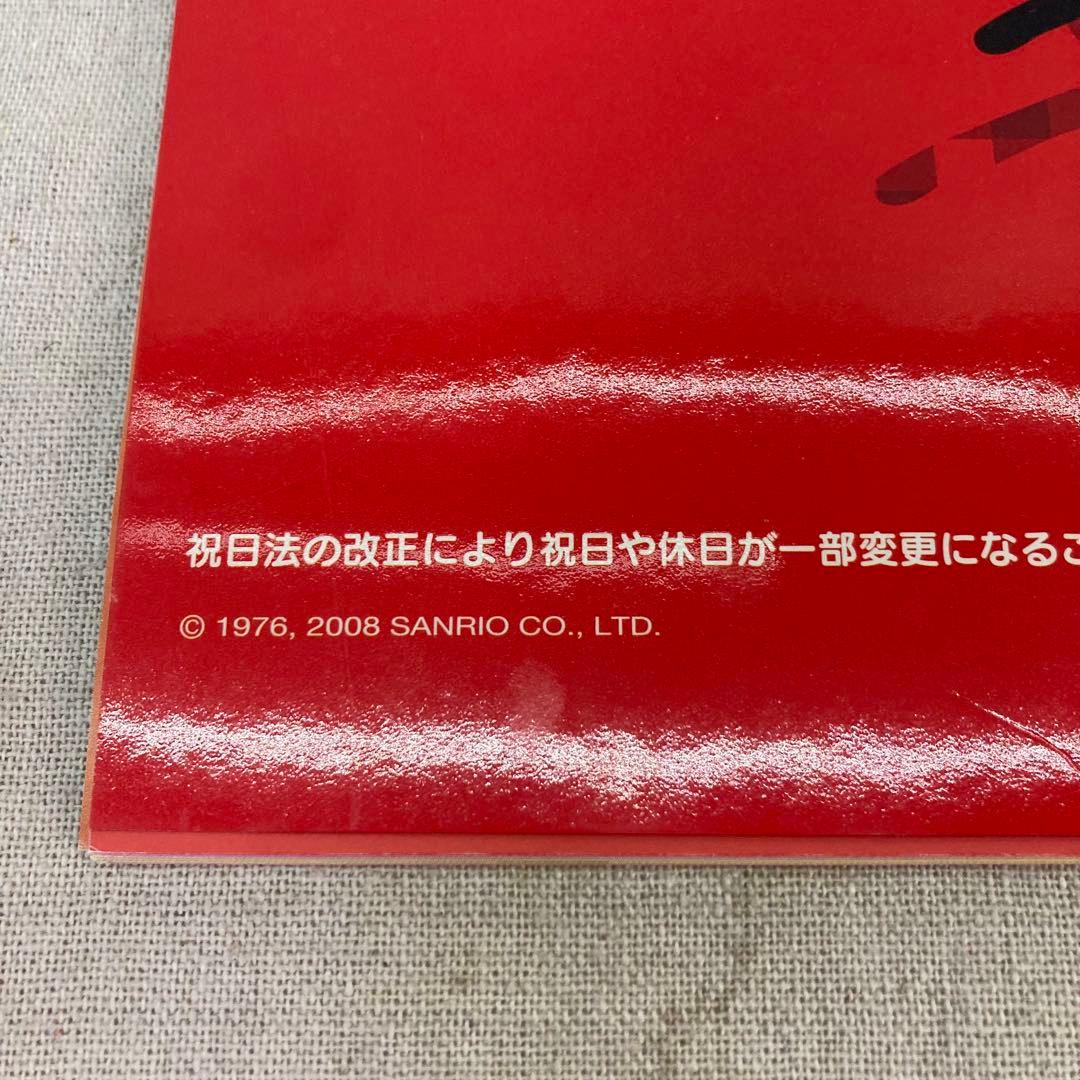 祝日法の改正により祝日や休日が一部変更になるこ
© 1976, 2008 SANRIO CO., LTD.